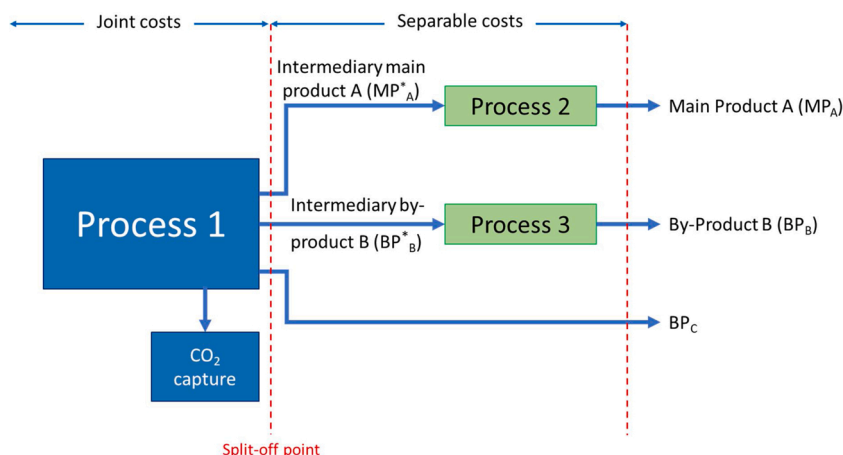 Joint costs
Separable costs
Intermediary main
product A (MP*A)
Process 2
Main Product A (MPA)
Process 1
Intermediary by-
product B (BP*B)
Process 3
By-Product B (BPB)
BPC
CO2
capture
Split-off point